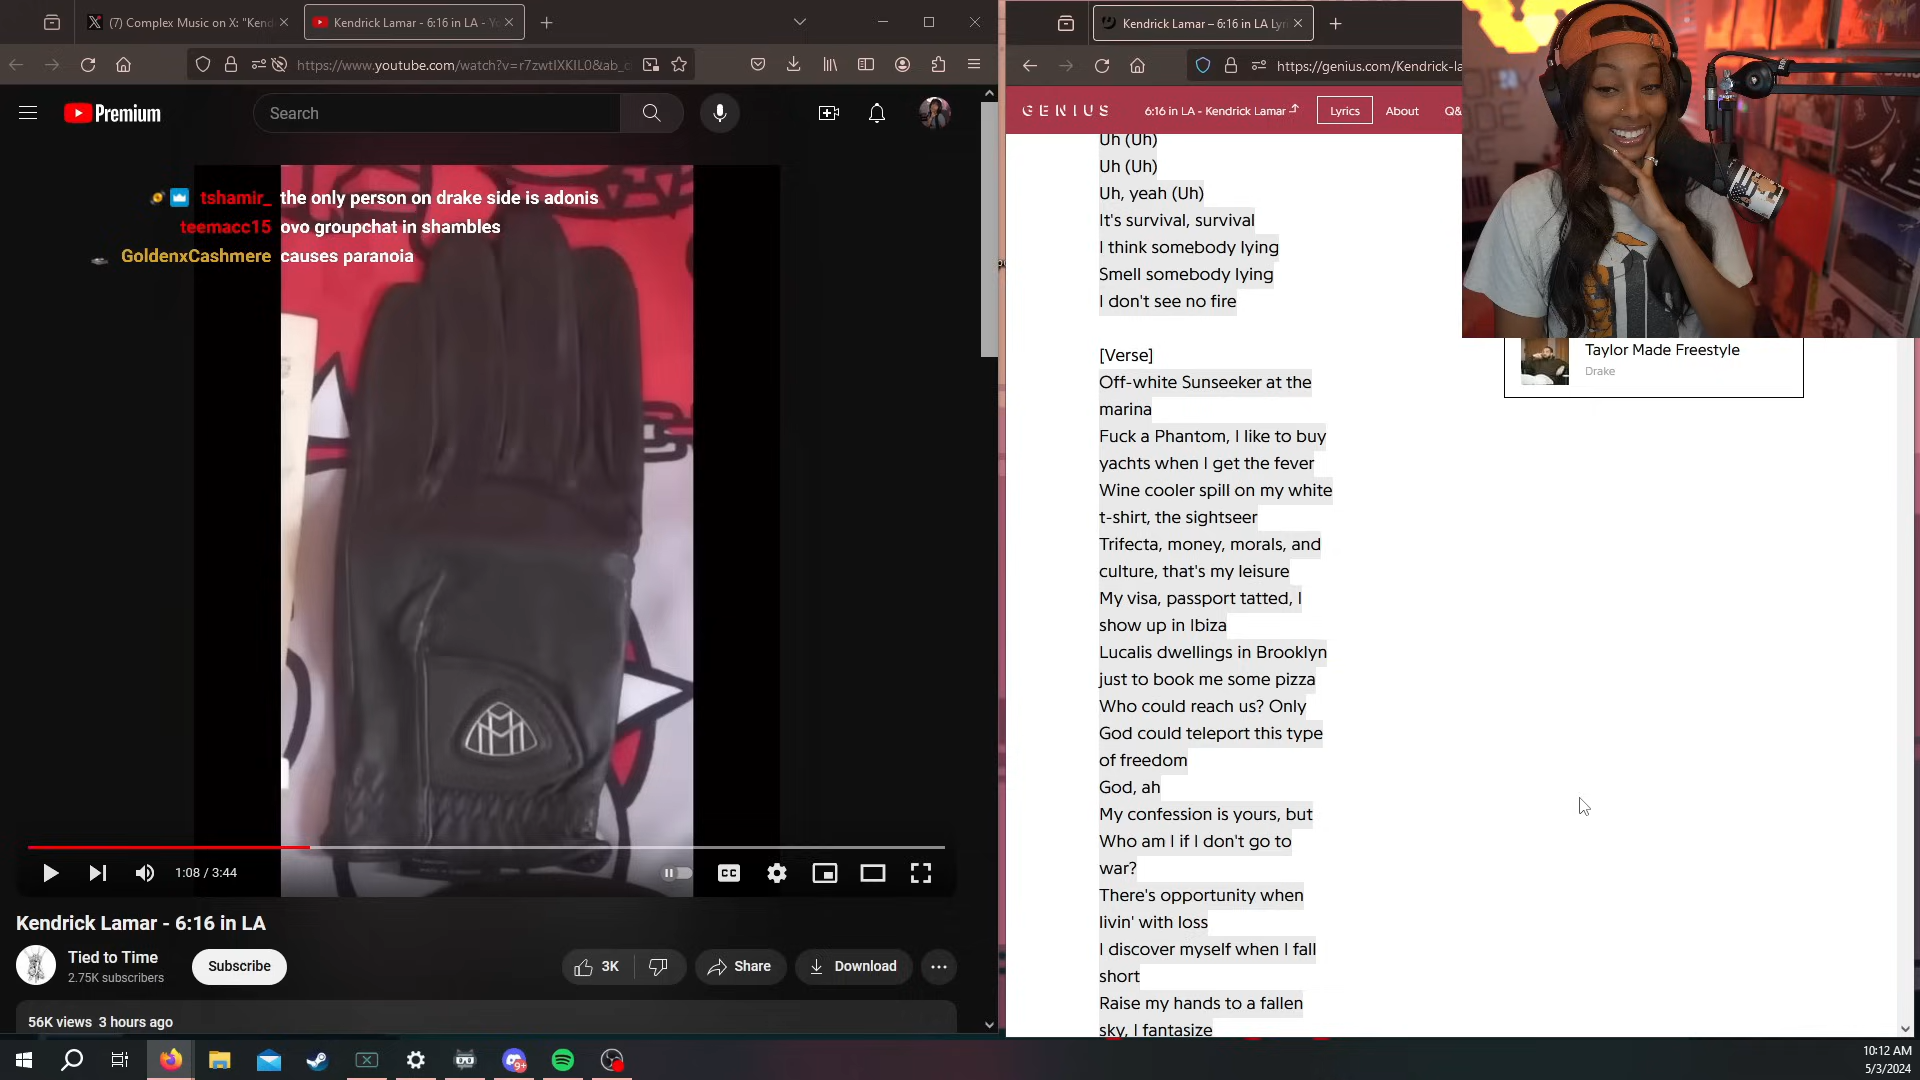 (7) Complex Music on X: "Kend
Kendrick Lamar - 6:16 in LA - Yo
Kendrick Lamar – 6:16 in LA Lyri
https://www.youtube.com/watch?v=r7zwtIXKIL0&ab_c
https://genius.com/Kendrick-la
Premium
Search
GENIUS
6:16 in LA - Kendrick Lamar
Lyrics
About
Q&
tshamir_ the only person on drake side is adonis
teemacc15 ovo groupchat in shambles
GoldenxCashmere causes paranoia
1:08 / 3:44
CC
Kendrick Lamar - 6:16 in LA
Tied to Time
2.75K subscribers
Subscribe
3K
Share
Download
56K views 3 hours ago
Uh (Uh)
Uh (Uh)
Uh, yeah (Uh)
It's survival, survival
I think somebody lying
Smell somebody lying
I don't see no fire
[Verse]
Off-white Sunseeker at the
marina
Fuck a Phantom, I like to buy
yachts when I get the fever
Wine cooler spill on my white
t-shirt, the sightseer
Trifecta, money, morals, and
culture, that's my leisure
My visa, passport tatted, I
show up in Ibiza
Lucalis dwellings in Brooklyn
just to book me some pizza
Who could reach us? Only
God could teleport this type
of freedom
God, ah
My confession is yours, but
Who am I if I don't go to
war?
There's opportunity when
livin' with loss
I discover myself when I fall
short
Raise my hands to a fallen
sky, I fantasize
Taylor Made Freestyle
Drake
9+
10:12 AM
5/3/2024